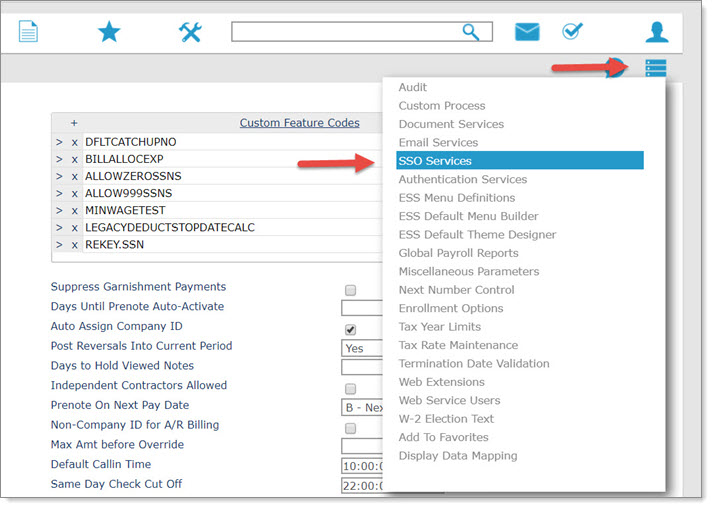 Audit
Custom Process
Document Services
Email Services
SSO Services
Authentication Services
ESS Menu Definitions
ESS Default Menu Builder
ESS Default Theme Designer
Global Payroll Reports
Miscellaneous Parameters
Next Number Control
Enrollment Options
Tax Year Limits
Tax Rate Maintenance
Termination Date Validation
Web Extensions
Web Service Users
W-2 Election Text
Add To Favorites
Display Data Mapping
+ Custom Feature Codes
> x DFLTCATCHUPNO
> x BILLALLOCEXP
> x ALLOWZEROSSNS
> x ALLOW999SSNS
> x MINWAGETEST
> x LEGACYDEDUCTSTOPDATECALC
> x REKEY.SSN
Suppress Garnishment Payments
Days Until Prenote Auto-Activate
Auto Assign Company ID
Post Reversals Into Current Period Yes
Days to Hold Viewed Notes
Independent Contractors Allowed
Prenote On Next Pay Date B - Nex
Non-Company ID for A/R Billing
Max Amt before Override
Default Callin Time 10:00:0
Same Day Check Cut Off 22:00:0